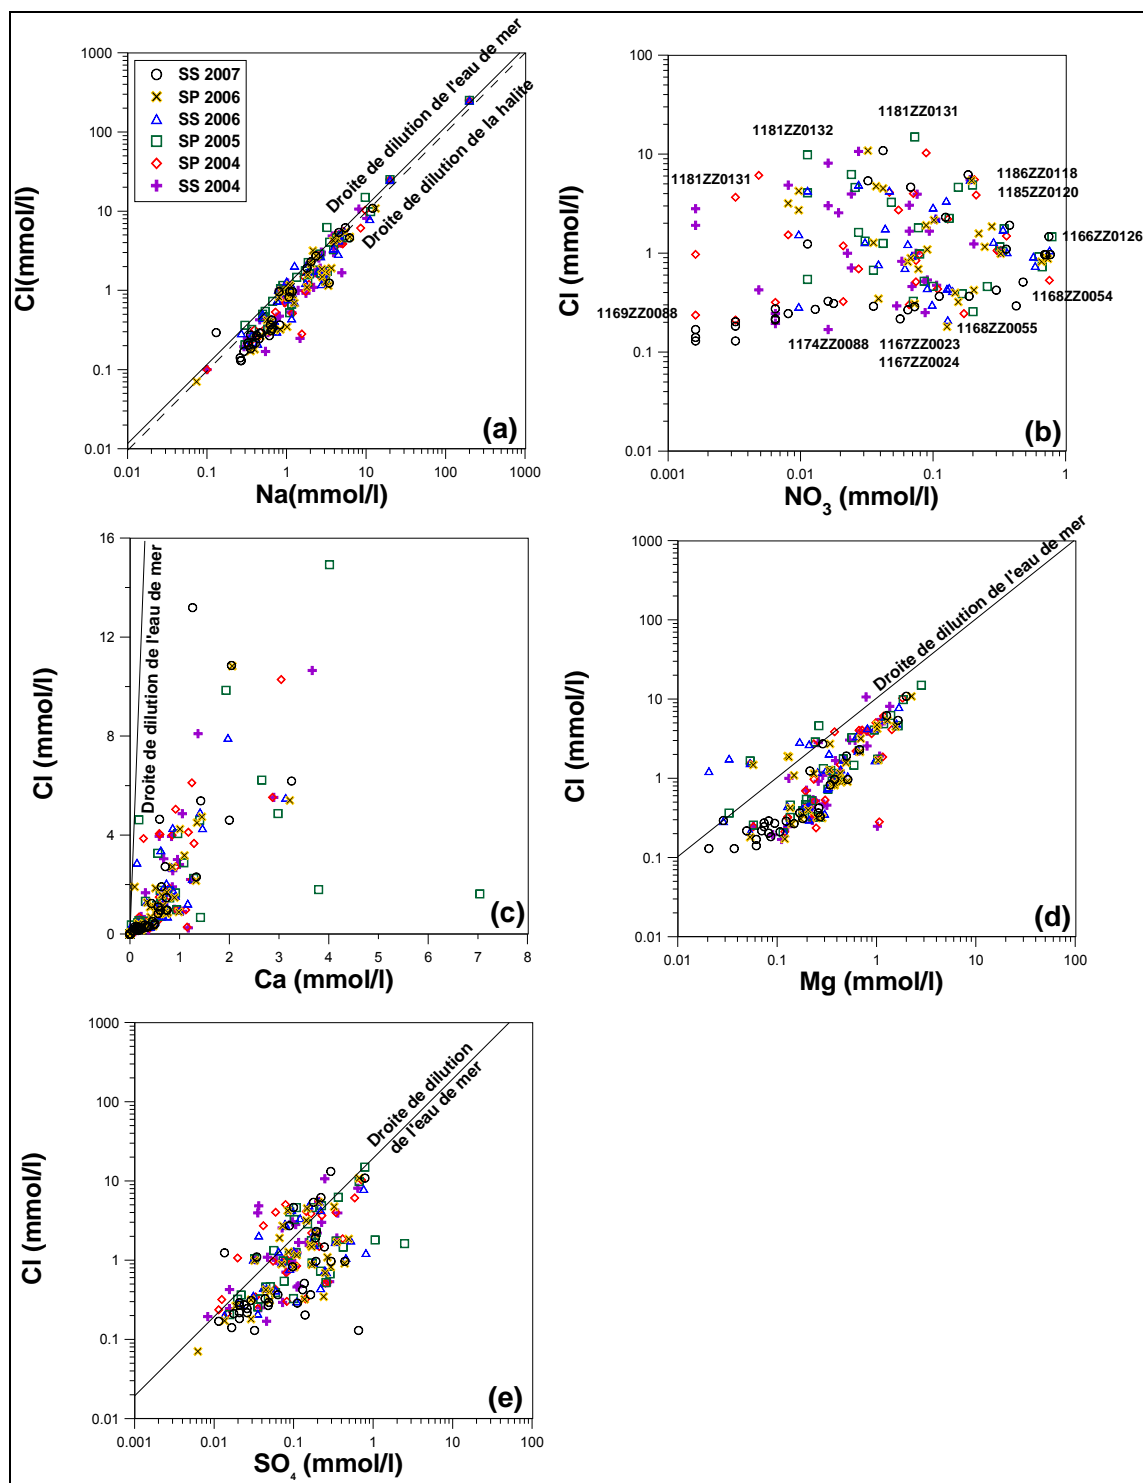 1000
100
10
1
0.1
0.01
Cl(mmol/l)
SS 2007
SP 2006
SS 2006
SP 2005
SP 2004
SS 2004
Droite de dilution de l'eau de mer
Droite de dilution de la halite
(a)
0.01 0.1 1 10 100 1000
Na(mmol/l)
100
10
1
0.1
0.01
Cl (mmol/l)
1181ZZ0131
1181ZZ0132
1181ZZ0131
1186ZZ0118
1185ZZ0120
1166ZZ0126
1168ZZ0054
1169ZZ0088
1168ZZ0055
1174ZZ0088
1167ZZ0023
1167ZZ0024
(b)
0.001 0.01 0.1 1
NO3 (mmol/l)
16
12
8
4
0
Cl (mmol/l)
Droite de dilution de l'eau de mer
(c)
0 1 2 3 4 5 6 7 8
Ca (mmol/l)
1000
100
10
1
0.1
0.01
Cl (mmol/l)
Droite de dilution de l'eau de mer
(d)
0.01 0.1 1 10 100
Mg (mmol/l)
1000
100
10
1
0.1
0.01
Cl (mmol/l)
Droite de dilution
de l'eau de mer
(e)
0.001 0.01 0.1 1 10 100
SO4 (mmol/l)